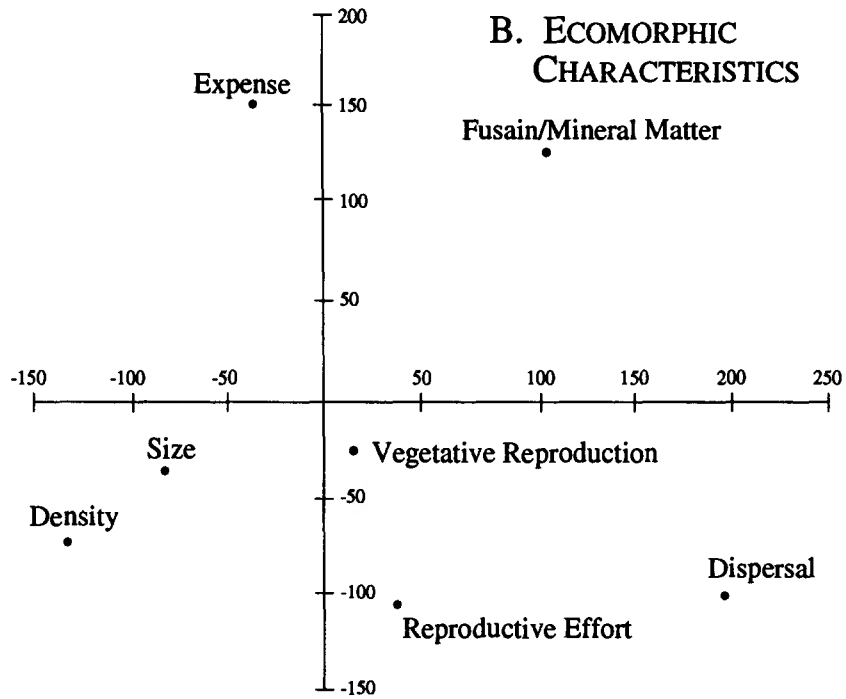 200
B. ECOMORPHIC
CHARACTERISTICS
Expense
150
Fusain/Mineral Matter
100
50
-150 -100 -50 50 100 150 200 250
Size
Vegetative Reproduction
-50
Density
Dispersal
-100
Reproductive Effort
-150